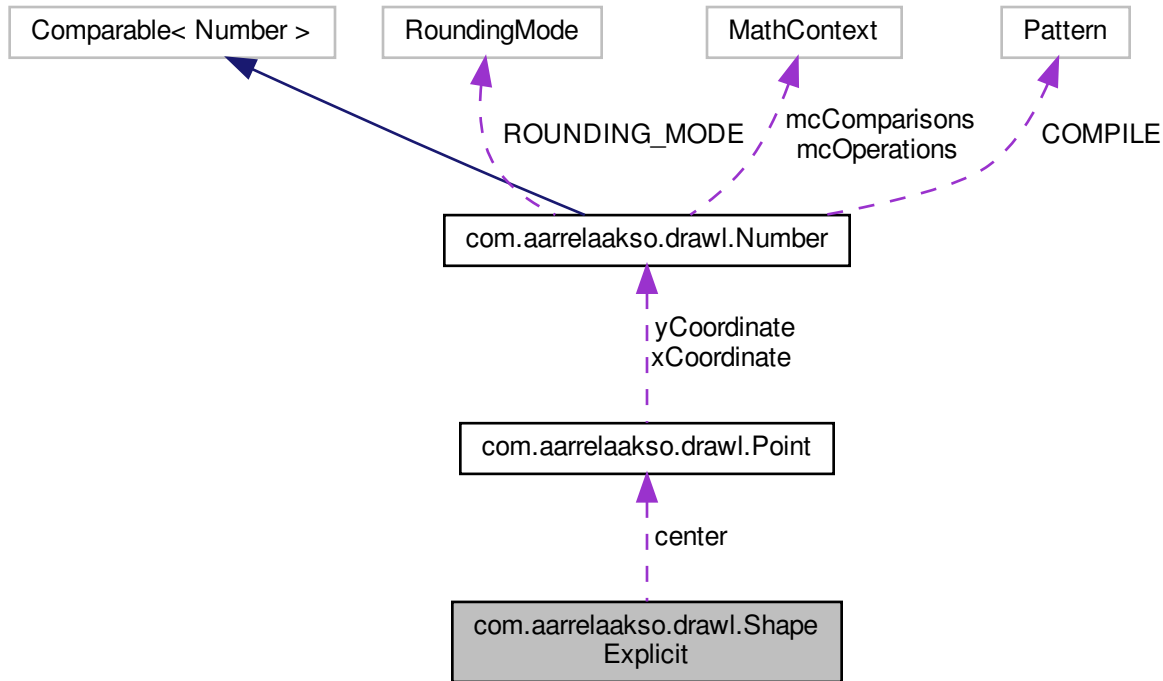 Comparable< Number >
RoundingMode
MathContext
Pattern
ROUNDING_MODE
mcComparisons
mcOperations
COMPILE
com.aarrelaakso.drawl.Number
yCoordinate
xCoordinate
com.aarrelaakso.drawl.Point
center
com.aarrelaakso.drawl.Shape
Explicit